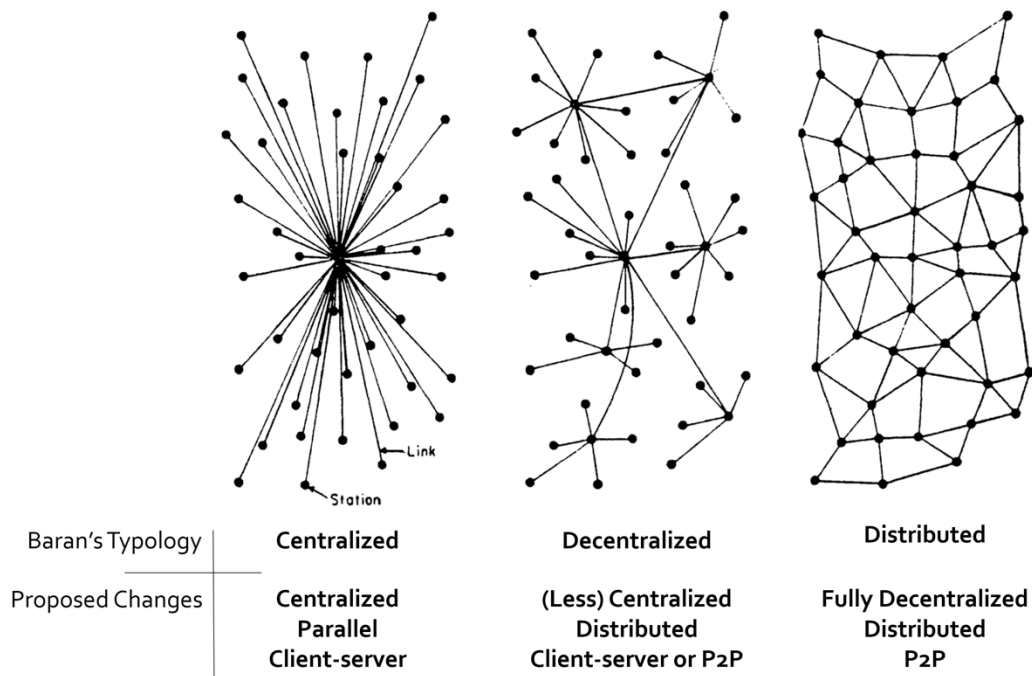 Link
Station
Baran's Typology
Centralized
Decentralized
Distributed
Proposed Changes
Centralized
Parallel
Client-server
(Less) Centralized
Distributed
Client-server or P2P
Fully Decentralized
Distributed
P2P